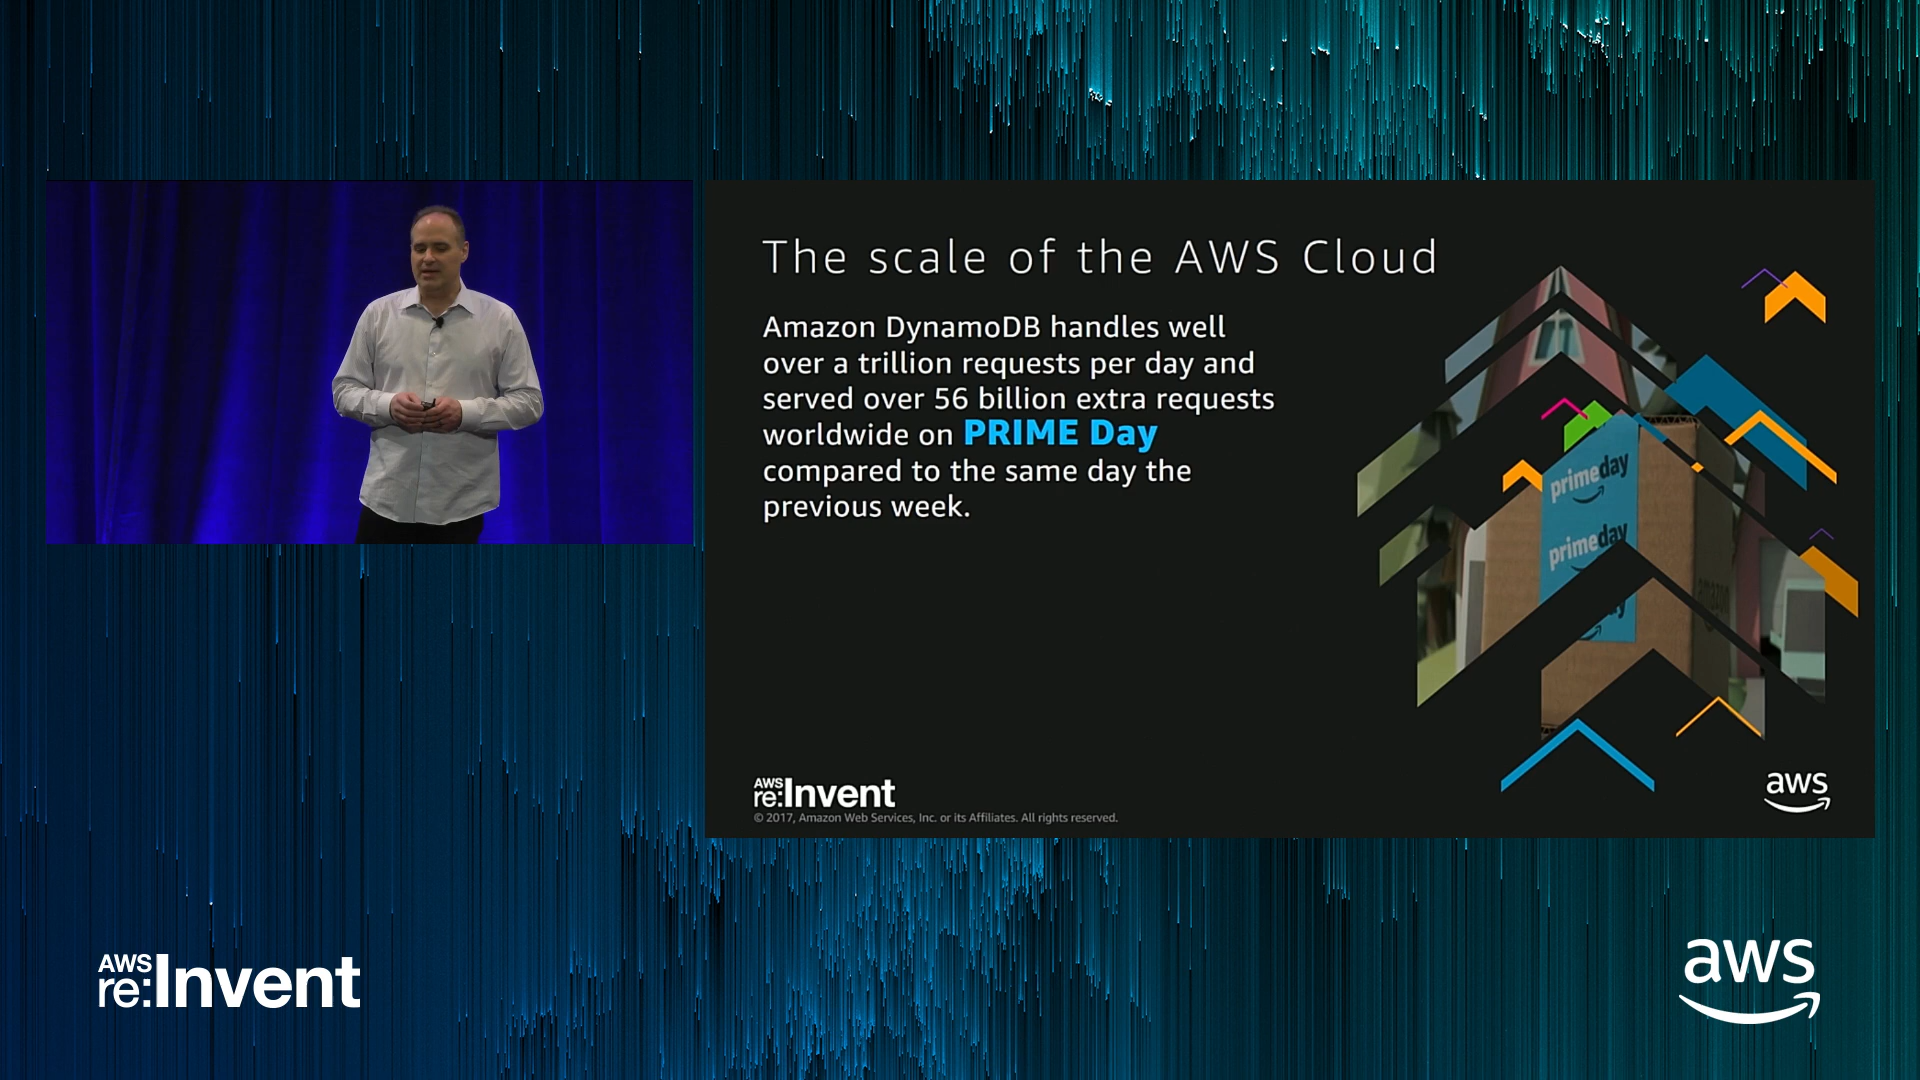 The scale of the AWS Cloud
Amazon DynamoDB handles well
over a trillion requests per day and
served over 56 billion extra requests
worldwide on PRIME Day
compared to the same day the
previous week.
primeday
primeday
amazon
AWS
re:Invent
© 2017, Amazon Web Services, Inc. or its Affiliates. All rights reserved.
aws
AWS
re:Invent
aws